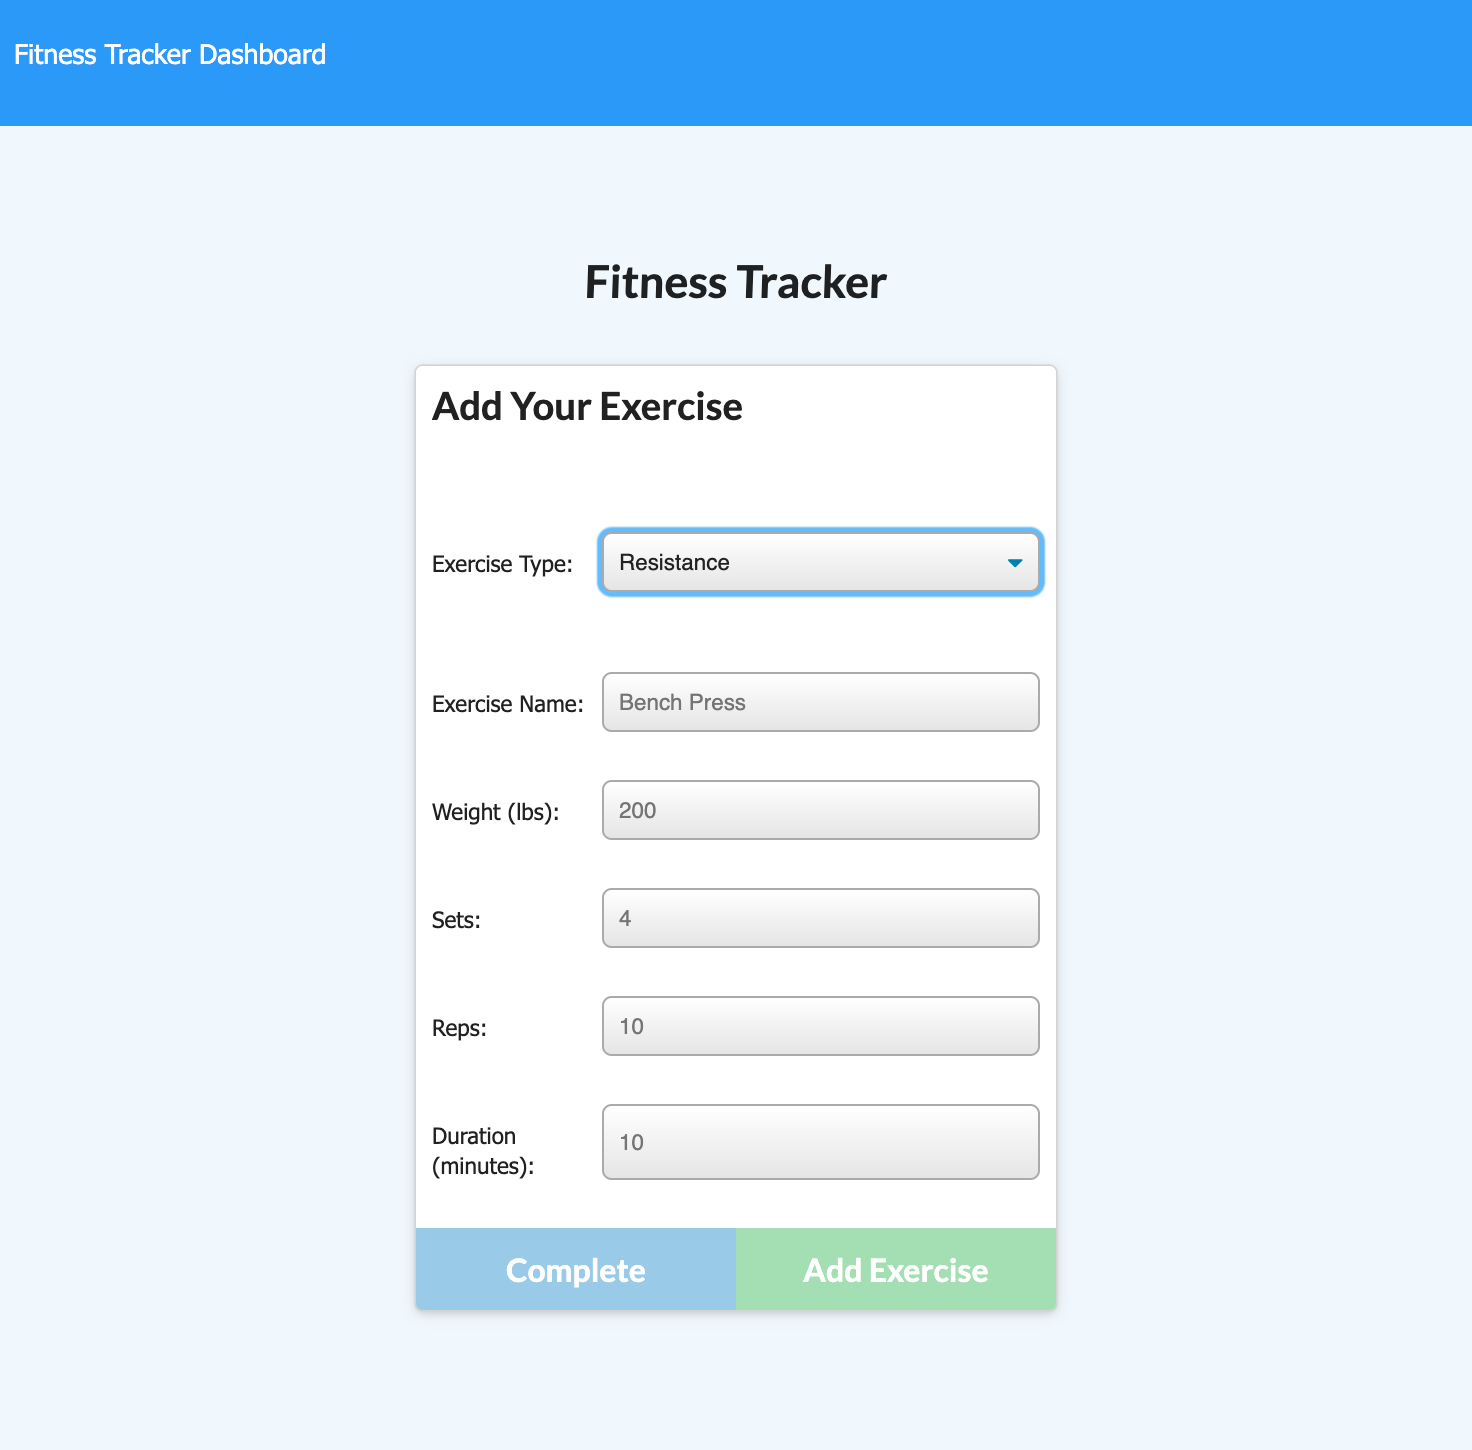 Fitness Tracker Dashboard
Fitness Tracker
Add Your Exercise
Exercise Type: Resistance
Exercise Name: Bench Press
Weight (lbs): 200
Sets: 4
Reps: 10
Duration
(minutes): 10
Complete Add Exercise